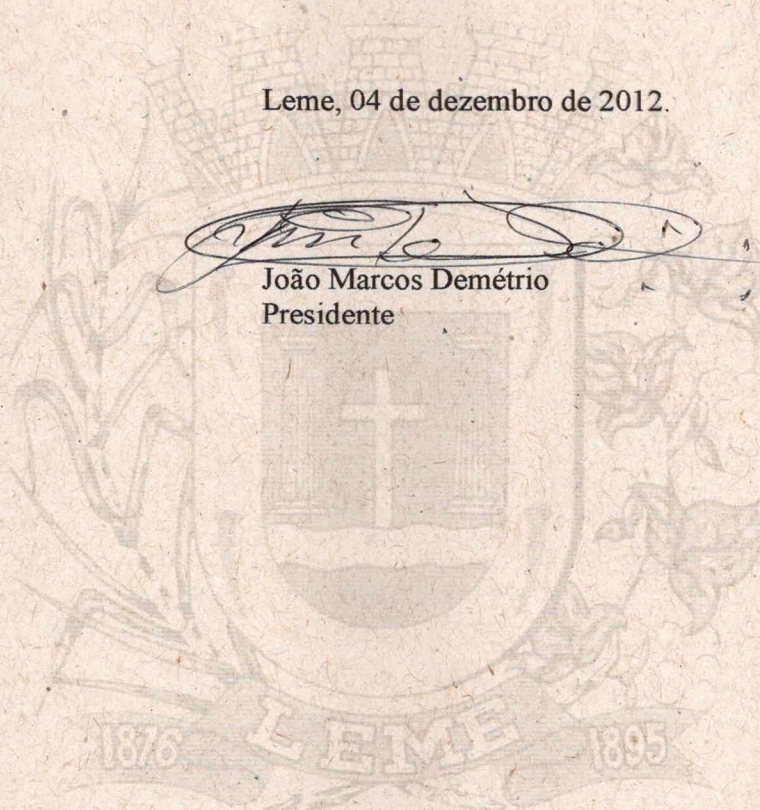 Leme, 04 de dezembro de 2012.
João Marcos Demétrio
Presidente
1876 LEME 1895